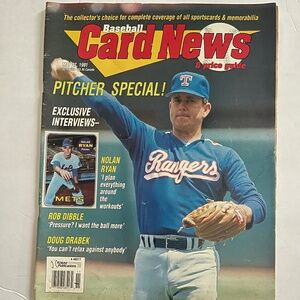 The collector's choice for complete coverage of all sportscards & memorabilia
Baseball
Card News
& price guide
1991
PITCHER SPECIAL!
EXCLUSIVE
INTERVIEWS–
T
NOLAN
RYAN
METS
Rangers
NOLAN
RYAN
'I plan
everything
around
the
workouts'
ROB DIBBLE
'Pressure? I want the ball more'
DOUG DRABEK
'You can't relax against anybody'